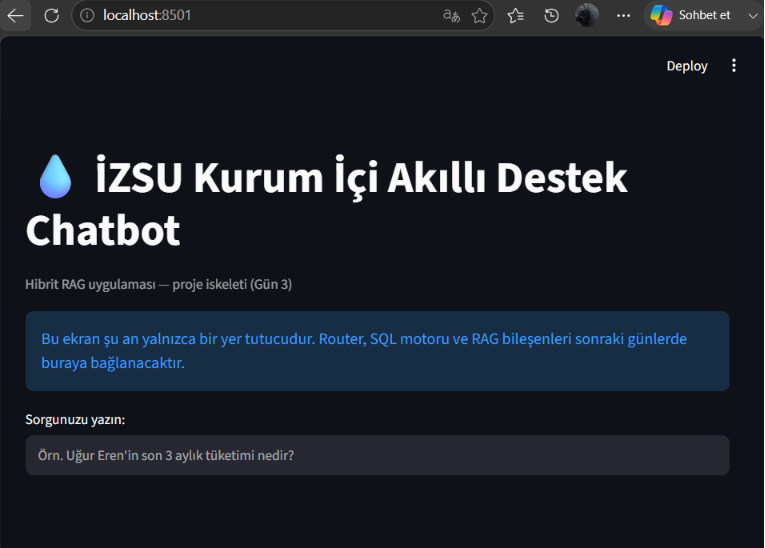 localhost:8501
Sohbet et
Deploy
İZSU Kurum İçi Akıllı Destek
Chatbot
Hibrit RAG uygulaması — proje iskeleti (Gün 3)
Bu ekran şu an yalnızca bir yer tutucudur. Router, SQL motoru ve RAG bileşenleri sonraki günlerde
buraya bağlanacaktır.
Sorgunuzu yazın:
Örn. Uğur Eren'in son 3 aylık tüketimi nedir?